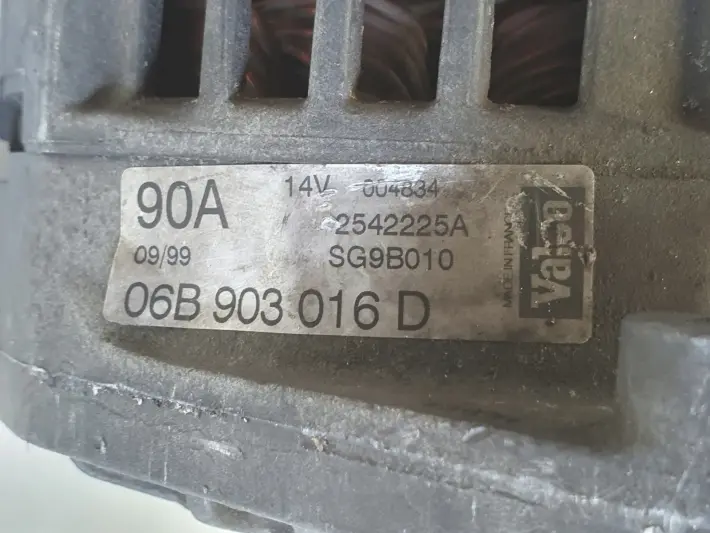 90A 14V 004834
2542225A
09/99 SG9B010
06B 903 016 D
MADE IN FRANCE
Valeo